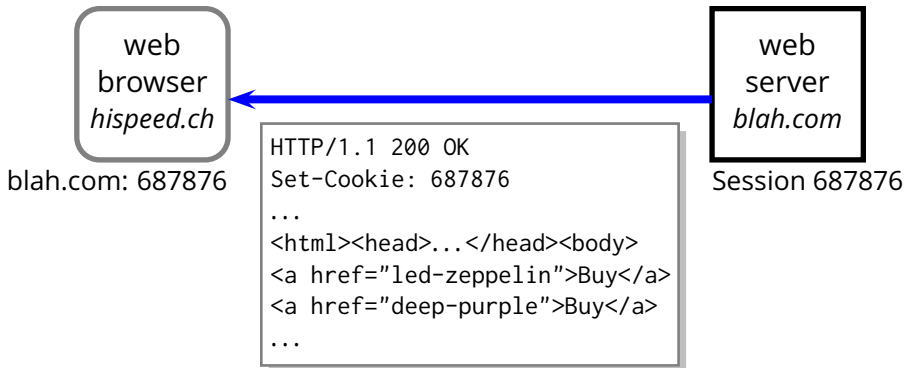 web
browser
hispeed.ch
blah.com: 687876
web
server
blah.com
Session 687876
HTTP/1.1 200 OK
Set-Cookie: 687876
...
<html><head>...</head><body>
<a href="led-zeppelin">Buy</a>
<a href="deep-purple">Buy</a>
...